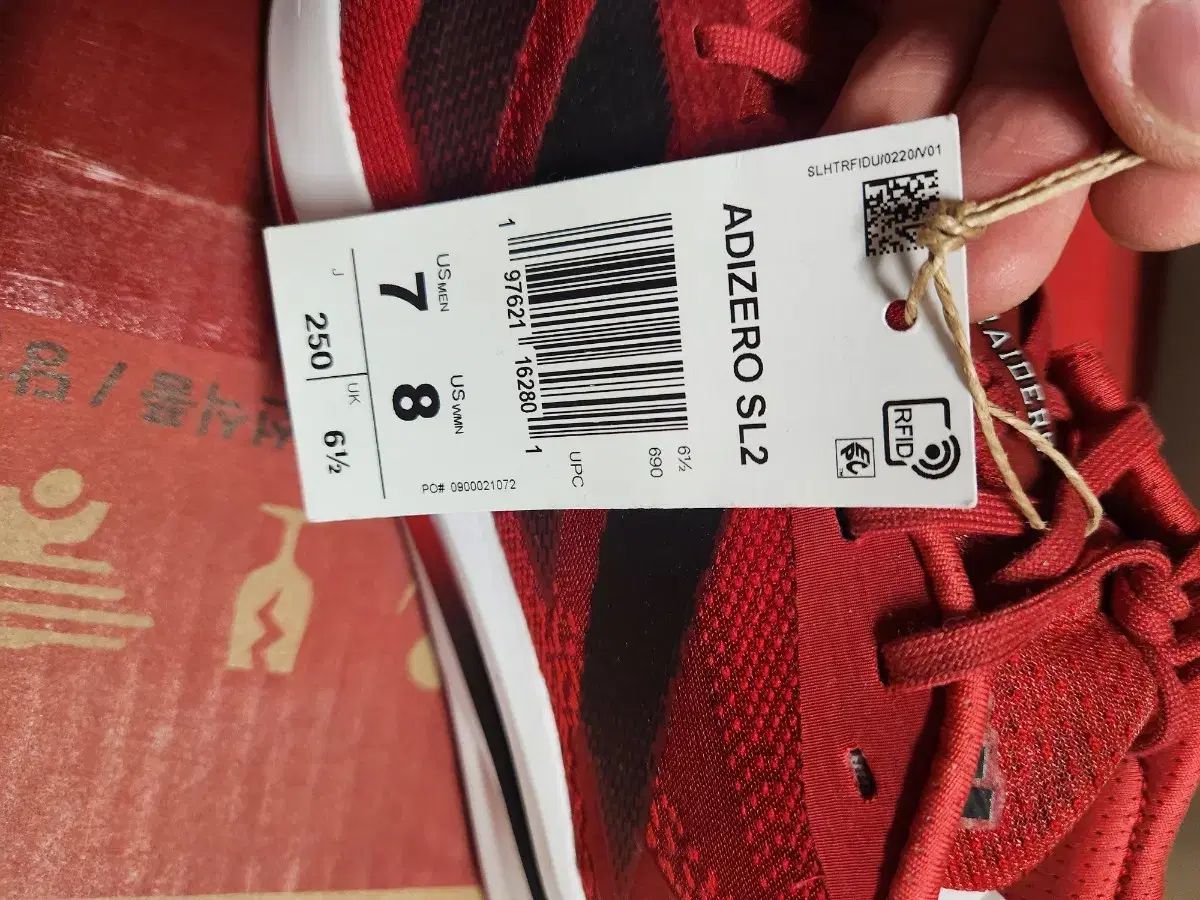 SLHTRFIDU/0220/V01
RFID
EPC
ADIZERO SL2
6½
690
UPC
1 97621 16280 1
PO# 0900021072
US MEN US WMN
7 8
J UK
250 6½